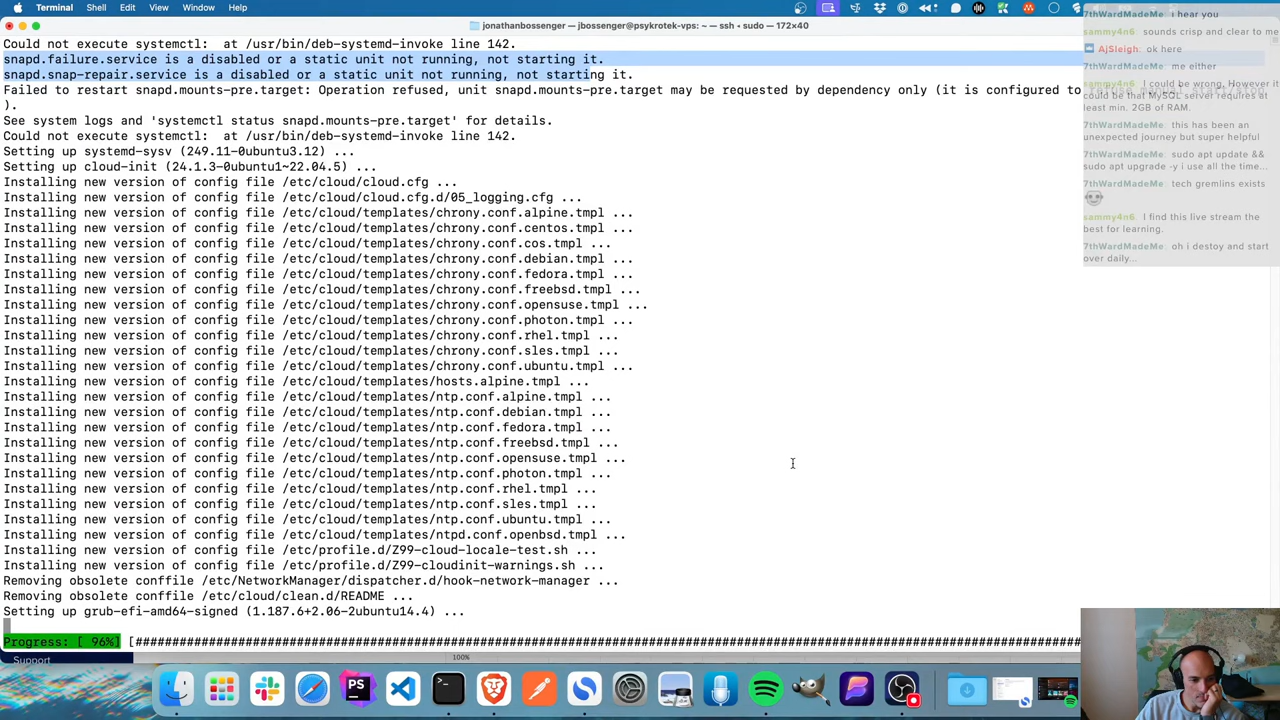 Terminal Shell Edit View Window Help
jonathanbossenger — jbossenger@psykrotek-vps: ~ — ssh • sudo — 172×40
Could not execute systemctl:  at /usr/bin/deb-systemd-invoke line 142.
snapd.failure.service is a disabled or a static unit not running, not starting it.
snapd.snap-repair.service is a disabled or a static unit not running, not starting it.
Failed to restart snapd.mounts-pre.target: Operation refused, unit snapd.mounts-pre.target may be requested by dependency only (it is configured to
).
See system logs and 'systemctl status snapd.mounts-pre.target' for details.
Could not execute systemctl:  at /usr/bin/deb-systemd-invoke line 142.
Setting up systemd-sysv (249.11-0ubuntu3.12) ...
Setting up cloud-init (24.1.3-0ubuntu1~22.04.5) ...
Installing new version of config file /etc/cloud/cloud.cfg ...
Installing new version of config file /etc/cloud/cloud.cfg.d/05_logging.cfg ...
Installing new version of config file /etc/cloud/templates/chrony.conf.alpine.tmpl ...
Installing new version of config file /etc/cloud/templates/chrony.conf.centos.tmpl ...
Installing new version of config file /etc/cloud/templates/chrony.conf.cos.tmpl ...
Installing new version of config file /etc/cloud/templates/chrony.conf.debian.tmpl ...
Installing new version of config file /etc/cloud/templates/chrony.conf.fedora.tmpl ...
Installing new version of config file /etc/cloud/templates/chrony.conf.freebsd.tmpl ...
Installing new version of config file /etc/cloud/templates/chrony.conf.opensuse.tmpl ...
Installing new version of config file /etc/cloud/templates/chrony.conf.photon.tmpl ...
Installing new version of config file /etc/cloud/templates/chrony.conf.rhel.tmpl ...
Installing new version of config file /etc/cloud/templates/chrony.conf.sles.tmpl ...
Installing new version of config file /etc/cloud/templates/chrony.conf.ubuntu.tmpl ...
Installing new version of config file /etc/cloud/templates/hosts.alpine.tmpl ...
Installing new version of config file /etc/cloud/templates/ntp.conf.alpine.tmpl ...
Installing new version of config file /etc/cloud/templates/ntp.conf.debian.tmpl ...
Installing new version of config file /etc/cloud/templates/ntp.conf.fedora.tmpl ...
Installing new version of config file /etc/cloud/templates/ntp.conf.freebsd.tmpl ...
Installing new version of config file /etc/cloud/templates/ntp.conf.opensuse.tmpl ...
Installing new version of config file /etc/cloud/templates/ntp.conf.photon.tmpl ...
Installing new version of config file /etc/cloud/templates/ntp.conf.rhel.tmpl ...
Installing new version of config file /etc/cloud/templates/ntp.conf.sles.tmpl ...
Installing new version of config file /etc/cloud/templates/ntp.conf.ubuntu.tmpl ...
Installing new version of config file /etc/cloud/templates/ntpd.conf.openbsd.tmpl ...
Installing new version of config file /etc/profile.d/Z99-cloud-locale-test.sh ...
Installing new version of config file /etc/profile.d/Z99-cloudinit-warnings.sh ...
Removing obsolete conffile /etc/NetworkManager/dispatcher.d/hook-network-manager ...
Removing obsolete conffile /etc/cloud/clean.d/README ...
Setting up grub-efi-amd64-signed (1.187.6+2.06-2ubuntu14.4) ...
Progress: [ 96%] [##################################################################################################################################
Support
100%
7thWardMadeMe: i hear you
sammy4n6: sounds crisp and clear to me
AjSleigh: ok here
7thWardMadeMe: me either
sammy4n6: I could be wrong, However it
could be that MySQL server requires at
least min. 2GB of RAM.
7thWardMadeMe: this has been an
unexpected journey but super helpful
7thWardMadeMe: sudo apt update &&
sudo apt upgrade -y i use all the time...
7thWardMadeMe: tech gremlins exists
sammy4n6: I find this live stream the
best for learning.
7thWardMadeMe: oh i destoy and start
over daily...
PS